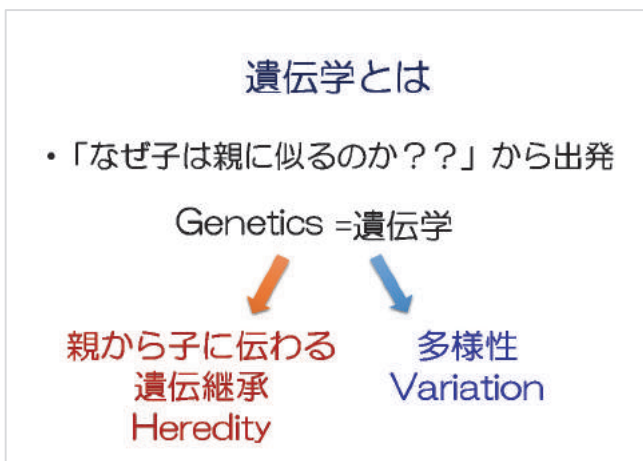 遺伝学とは
・「なぜ子は親に似るのか？？」から出発
Genetics =遺伝学
親から子に伝わる
遺伝継承
Heredity
多様性
Variation